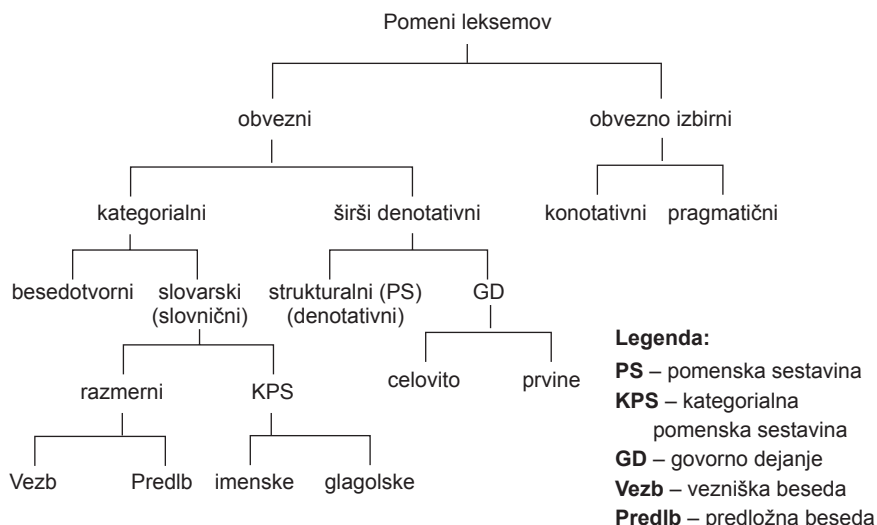 Pomeni leksemov
obvezni obvezno izbirni
kategorialni širši denotativni konotativni pragmatični
besedotvorni slovarski strukturalni (PS) GD
(slovnični) (denotativni)
Legenda:
PS – pomenska sestavina
razmerni KPS celovito prvine
KPS – kategorialna
pomenska sestavina
GD – govorno dejanje
Vezb Predlb imenske glagolske
Vezb – vezniška beseda
Predlb – predložna beseda